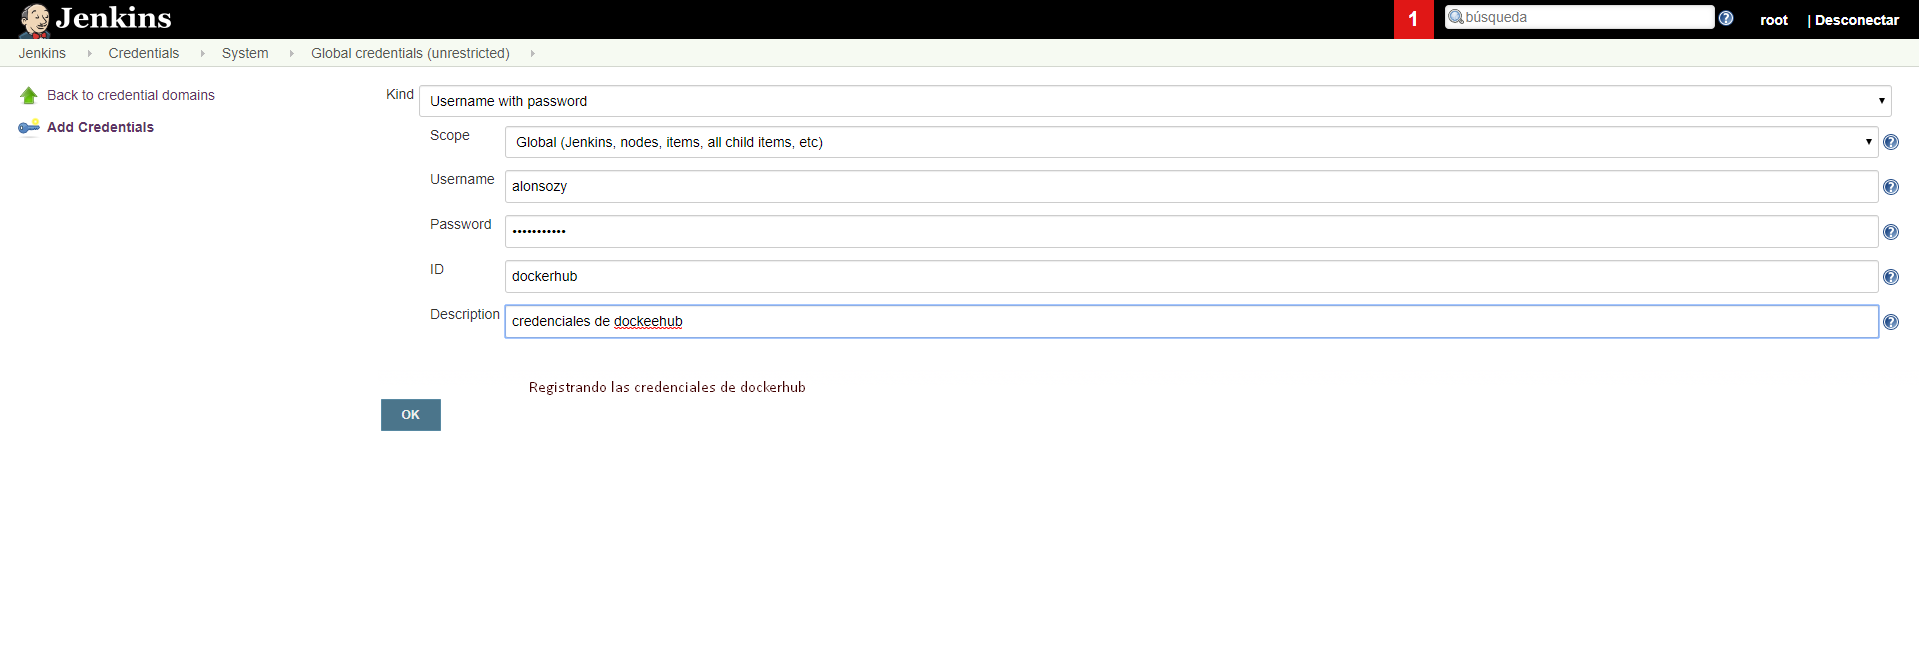 Jenkins
1
búsqueda
root | Desconectar
Jenkins Credentials System Global credentials (unrestricted)
Back to credential domains
Add Credentials
Kind Username with password
Scope Global (Jenkins, nodes, items, all child items, etc)
Username alonsozy
Password •••••••••••
ID dockerhub
Description credenciales de dockeehub
Registrando las credenciales de dockerhub
OK